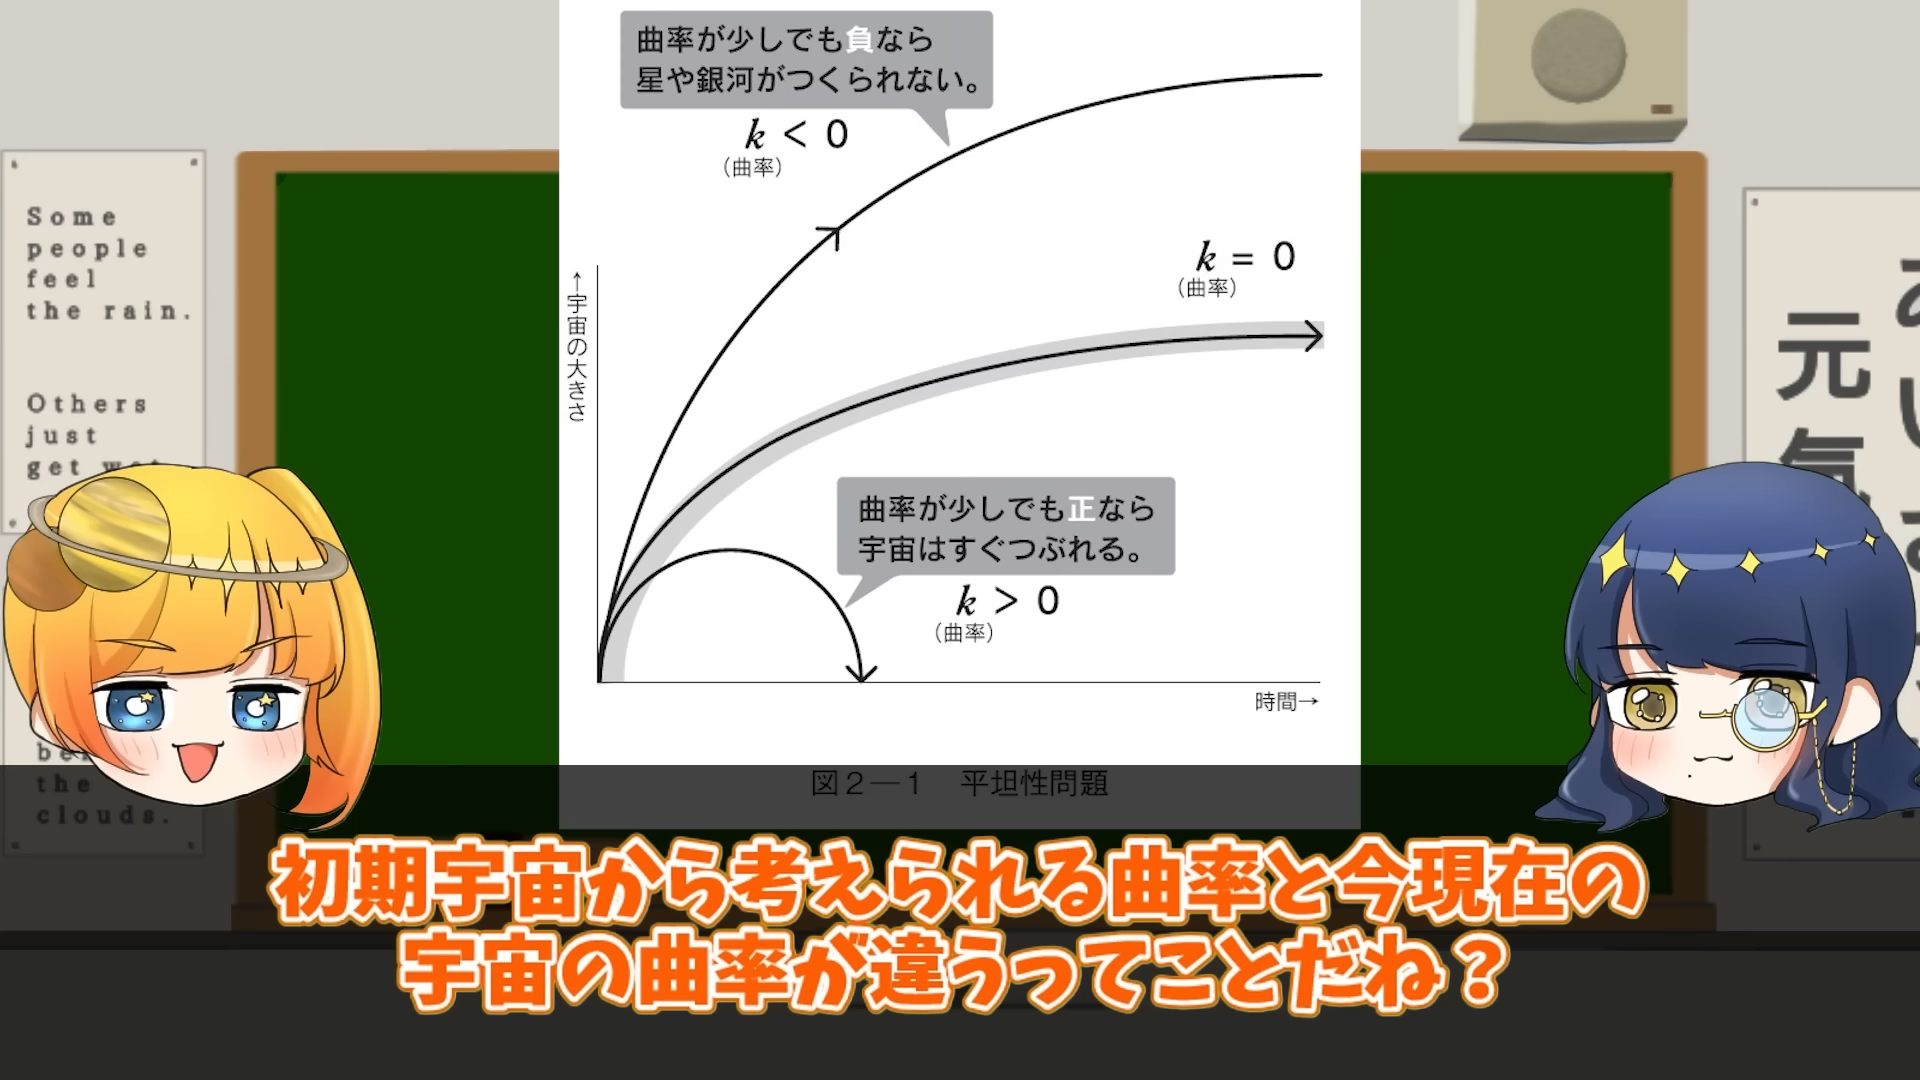 曲率が少しでも負なら
星や銀河がつくられない。
k < 0
（曲率）
k = 0
（曲率）
↑宇宙の大きさ
曲率が少しでも正なら
宇宙はすぐつぶれる。
k > 0
（曲率）
時間→
図２―１　平坦性問題
Some
people
feel
the rain.
Others
just
get
the
clouds.
元気
初期宇宙から考えられる曲率と今現在の
宇宙の曲率が違うってことだね？